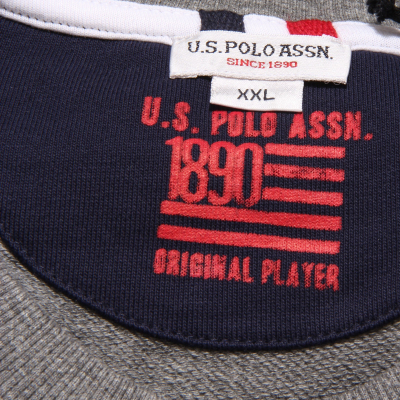 U.S. POLO ASSN.
SINCE 1890
XXL
U.S. POLO ASSN.
1890
ORIGINAL PLAYER